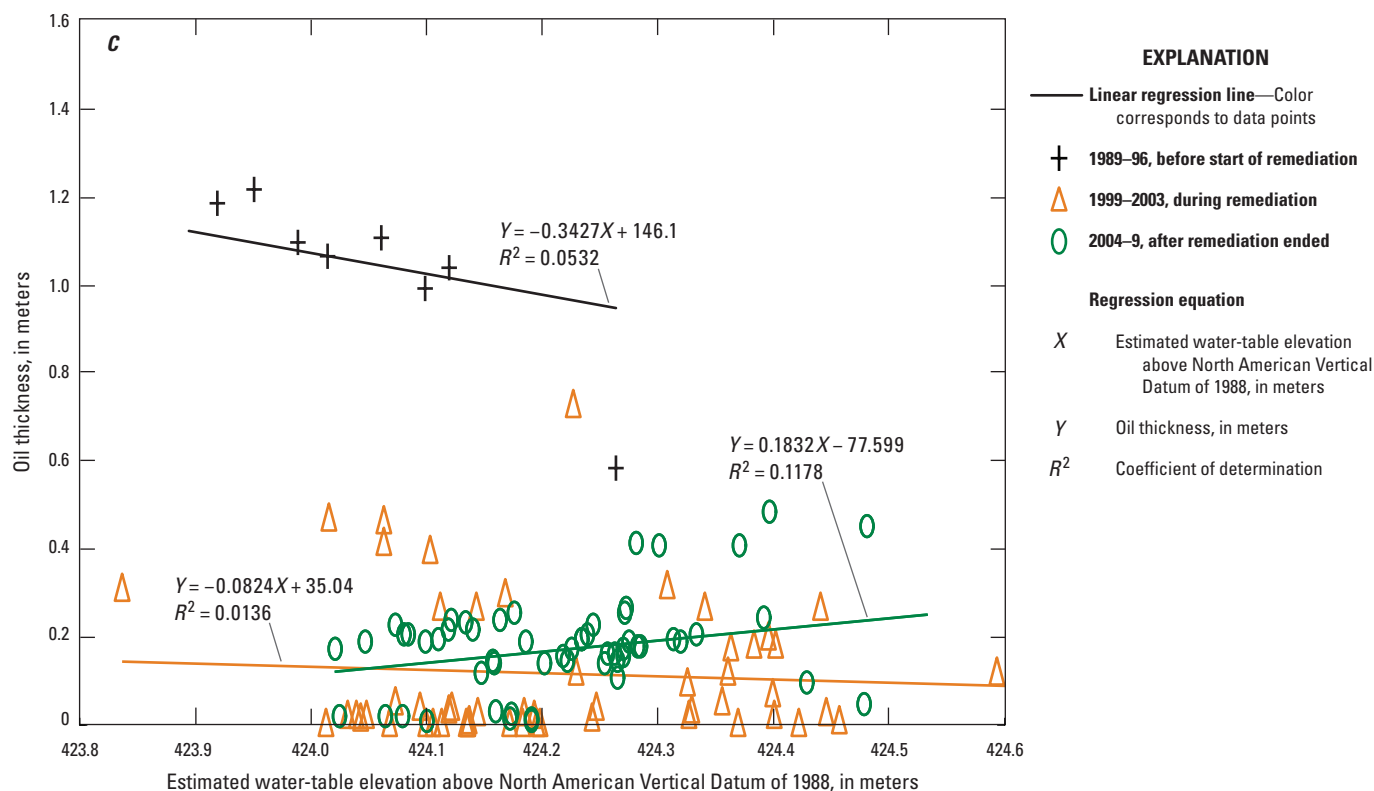 C
1.6
1.4
1.2
1.0
0.8
0.6
0.4
0.2
0
Oil thickness, in meters
Y = −0.3427X + 146.1
R² = 0.0532
Y = 0.1832X − 77.599
R² = 0.1178
Y = −0.0824X + 35.04
R² = 0.0136
423.8 423.9 424.0 424.1 424.2 424.3 424.4 424.5 424.6
Estimated water-table elevation above North American Vertical Datum of 1988, in meters
EXPLANATION
Linear regression line—Color
corresponds to data points
1989–96, before start of remediation
1999–2003, during remediation
2004–9, after remediation ended
Regression equation
X Estimated water-table elevation
above North American Vertical
Datum of 1988, in meters
Y Oil thickness, in meters
R² Coefficient of determination